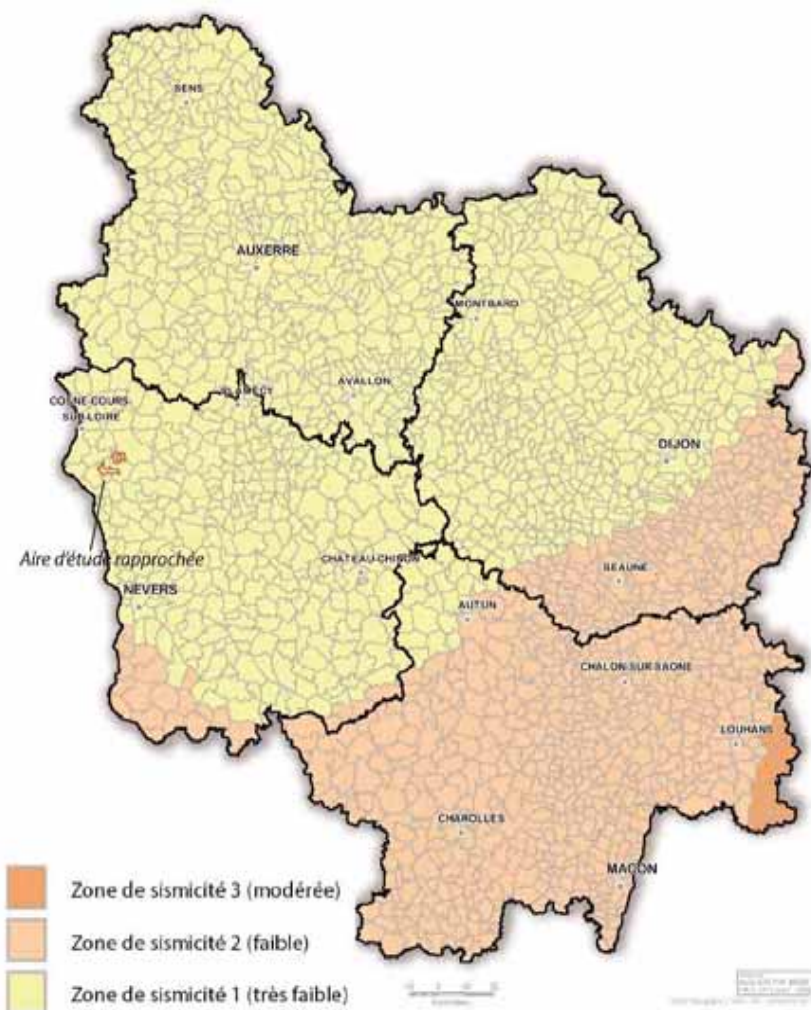 SENS
AUXERRE
MONTBARD
AVALLON
CLAMECY
COSNE-COURS-
SUR-LOIRE
DIJON
Aire d'étude rapprochée
CHATEAU-CHINON
NEVERS
BEAUNE
AUTUN
CHALON-SUR-SAONE
LOUHANS
CHAROLLES
MACON
Zone de sismicité 3 (modérée)
Zone de sismicité 2 (faible)
Zone de sismicité 1 (très faible)